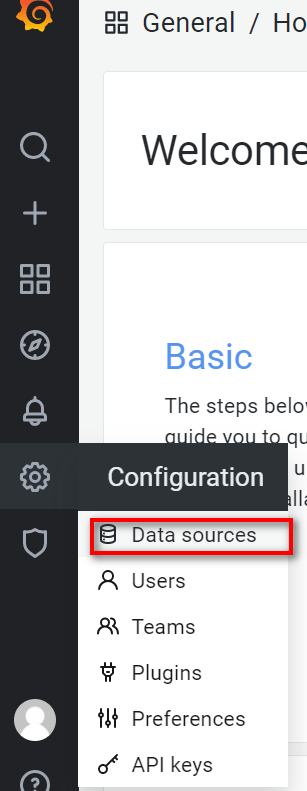 General / Ho
Welcome
Basic
The steps below
guide you to qu
u
alla
Configuration
Data sources
Users
Teams
Plugins
Preferences
API keys